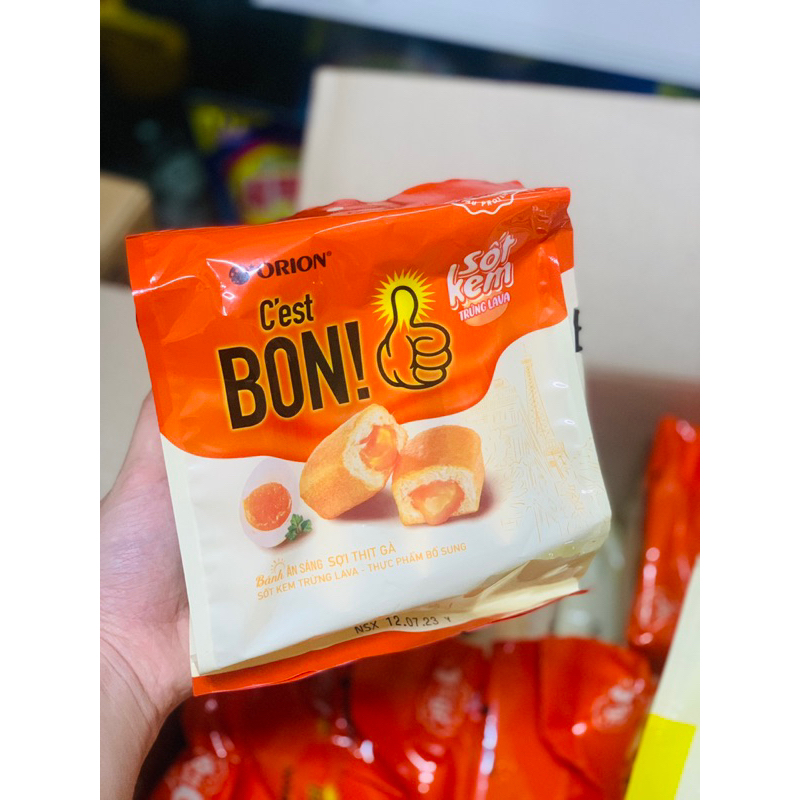 ORION
C'est
BON!
sốt
kem
TRỨNG LAVA
Bánh ĂN SÁNG SỢI THỊT GÀ
SỐT KEM TRỨNG LAVA - THỰC PHẨM BỔ SUNG
NSX 12.07.23